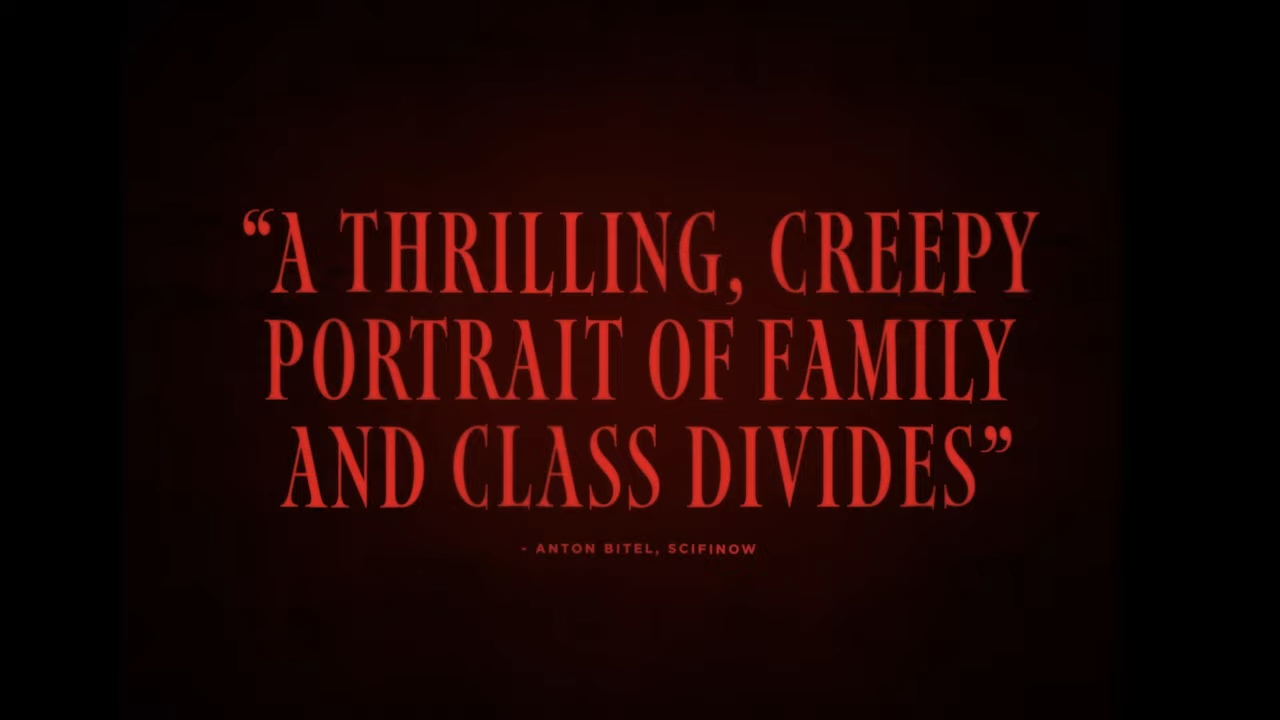 “A THRILLING, CREEPY
PORTRAIT OF FAMILY
AND CLASS DIVIDES”
- ANTON BITEL, SCIFINOW